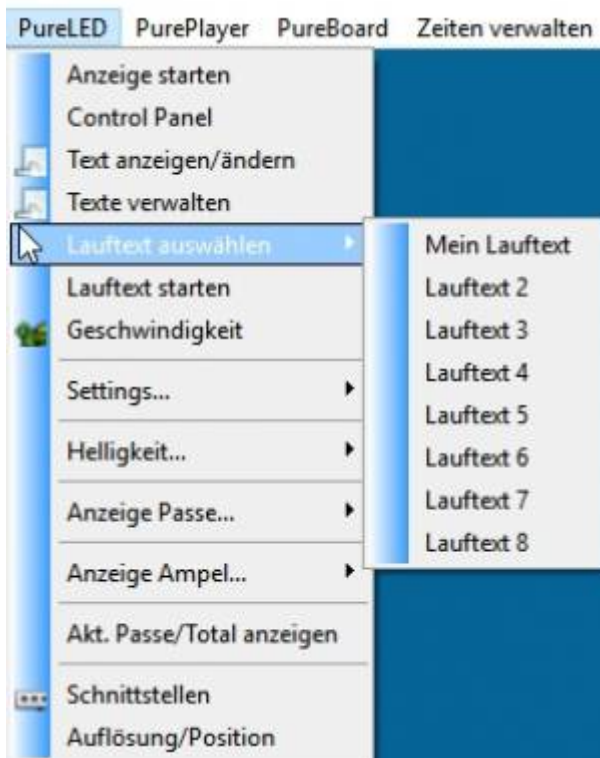 PureLED PurePlayer PureBoard Zeiten verwalten
Anzeige starten
Control Panel
Text anzeigen/ändern
Texte verwalten
Lauftext auswählen
Lauftext starten
Geschwindigkeit
Settings...
Helligkeit...
Anzeige Passe...
Anzeige Ampel...
Akt. Passe/Total anzeigen
Schnittstellen
Auflösung/Position
Mein Lauftext
Lauftext 2
Lauftext 3
Lauftext 4
Lauftext 5
Lauftext 6
Lauftext 7
Lauftext 8